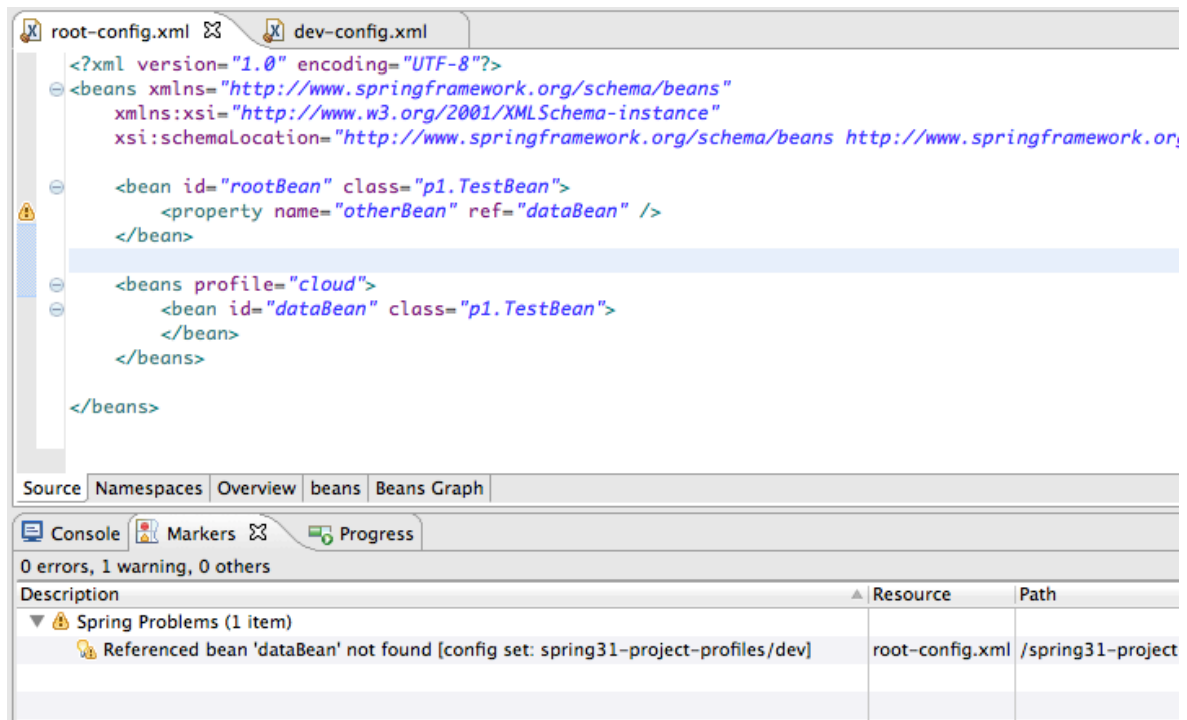 root-config.xml dev-config.xml
<?xml version="1.0" encoding="UTF-8"?>
<beans xmlns="http://www.springframework.org/schema/beans"
xmlns:xsi="http://www.w3.org/2001/XMLSchema-instance"
xsi:schemaLocation="http://www.springframework.org/schema/beans http://www.springframework.org
<bean id="rootBean" class="p1.TestBean">
<property name="otherBean" ref="dataBean" />
</bean>
<beans profile="cloud">
<bean id="dataBean" class="p1.TestBean">
</bean>
</beans>
</beans>
Source Namespaces Overview beans Beans Graph
Console Markers Progress
0 errors, 1 warning, 0 others
Description Resource Path
Spring Problems (1 item)
Referenced bean 'dataBean' not found [config set: spring31-project-profiles/dev] root-config.xml /spring31-project